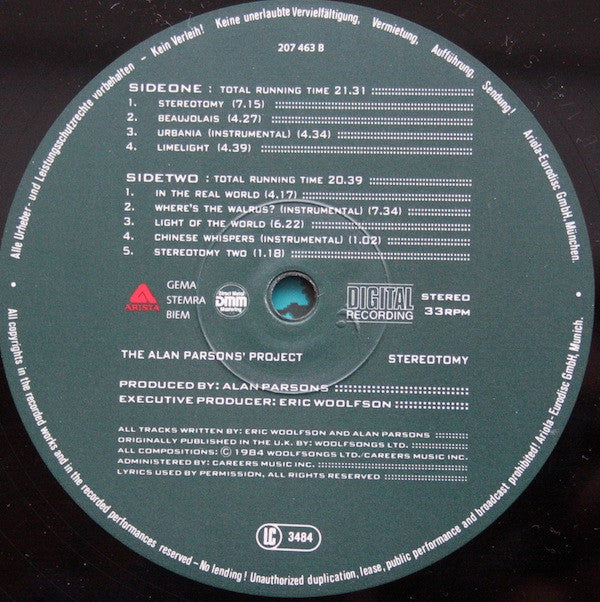 Alle Urheber- und Leistungsschutzrechte vorbehalten – Kein Verleih! Keine unerlaubte Vervielfältigung, Vermietung, Aufführung, Sendung!
Ariola-Eurodisc GmbH, München.
207 463 B
SIDEONE : TOTAL RUNNING TIME 21.31
1. STEREOTOMY (7.15)
2. BEAUJOLAIS (4.27)
3. URBANIA (INSTRUMENTAL) (4.34)
4. LIMELIGHT (4.39)
SIDETWO : TOTAL RUNNING TIME 20.39
1. IN THE REAL WORLD (4.17)
2. WHERE'S THE WALRUS? (INSTRUMENTAL) (7.34)
3. LIGHT OF THE WORLD (6.22)
4. CHINESE WHISPERS (INSTRUMENTAL) (1.02)
5. STEREOTOMY TWO (1.18)
ARISTA
GEMA
STEMRA
BIEM
Direct Metal
DMM
Mastering
DIGITAL
RECORDING
STEREO
33RPM
THE ALAN PARSONS' PROJECT STEREOTOMY
PRODUCED BY: ALAN PARSONS
EXECUTIVE PRODUCER: ERIC WOOLFSON
ALL TRACKS WRITTEN BY: ERIC WOOLFSON AND ALAN PARSONS
ORIGINALLY PUBLISHED IN THE U.K. BY: WOOLFSONGS LTD.
ALL COMPOSITIONS: © 1984 WOOLFSONGS LTD./CAREERS MUSIC INC.
ADMINISTERED BY: CAREERS MUSIC INC.
LYRICS USED BY PERMISSION, ALL RIGHTS RESERVED
LC 3484
All copyrights in the recorded works and in the recorded performances reserved – No lending! Unauthorized duplication, lease, public performance and broadcast prohibited! Ariola-Eurodisc GmbH, Munich.